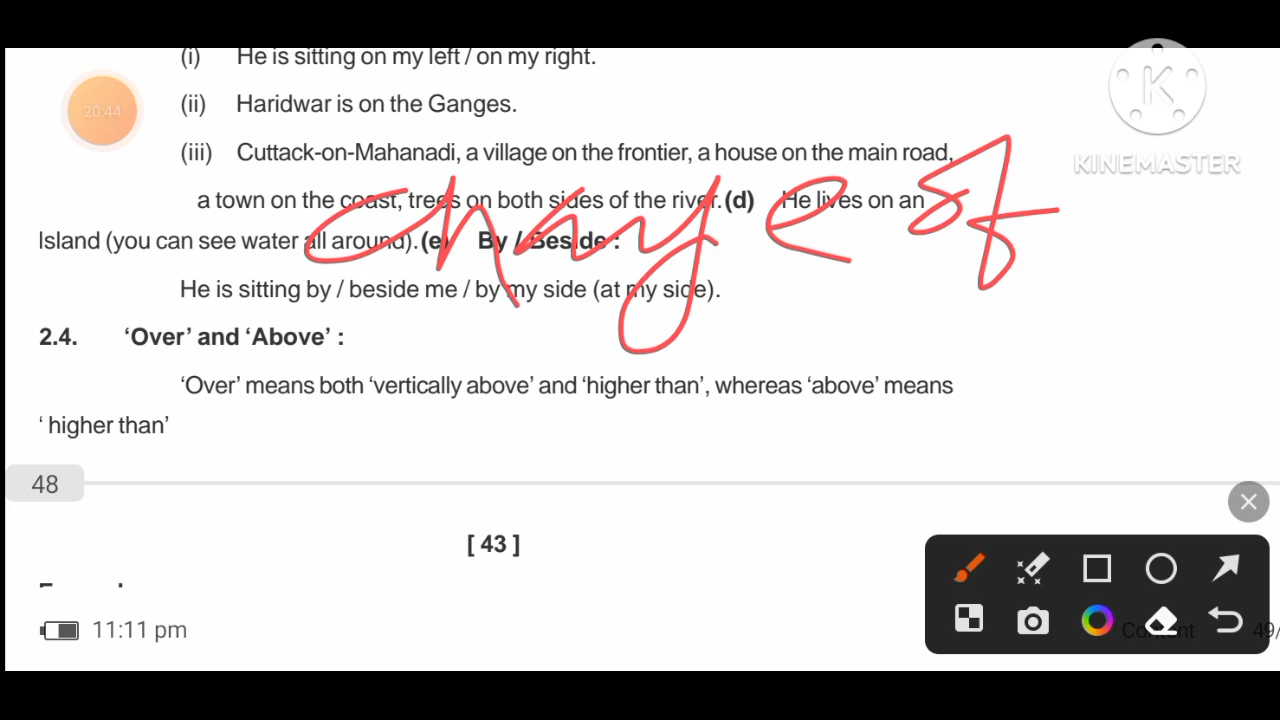 (i) He is sitting on my left / on my right.
20:44
(ii) Haridwar is on the Ganges.
KINEMASTER
(iii) Cuttack-on-Mahanadi, a village on the frontier, a house on the main road,
a town on the coast, trees on both sides of the river. (d) He lives on an
Island (you can see water all around). (e) By / Beside :
change of
He is sitting by / beside me / by my side (at my side).
2.4. ‘Over’ and ‘Above’ :
‘Over’ means both ‘vertically above’ and ‘higher than’, whereas ‘above’ means
‘ higher than’
48
[ 43 ]
11:11 pm
Content 49/